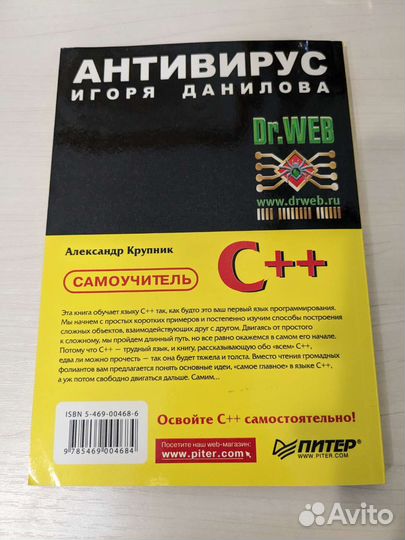 АНТИВИРУС
ИГОРЯ ДАНИЛОВА
Dr.WEB
www.drweb.ru
Александр Крупник
САМОУЧИТЕЛЬ
C++
Эта книга обучает языку C++ так, как будто это ваш первый язык программирования.
Мы начнем с простых коротких примеров и постепенно изучим способы построения
сложных объектов, взаимодействующих друг с другом. Двигаясь от простого
к сложному, мы пройдем длинный путь, но все равно окажемся в самом его начале.
Потому что C++ — трудный язык, и книгу, рассказывающую обо «всем» C++,
едва ли можно прочесть — так она будет тяжела и толста. Вместо чтения громадных
фолиантов вам предлагается понять основные идеи, «самое главное» в языке C++,
а уж потом свободно двигаться дальше. Самим...
ISBN 5-469-00468-6
9 785469 004684
Освойте C++ самостоятельно!
Посетите наш web-магазин:
www.piter.com
ПИТЕР
WWW.PITER.COM
Avito